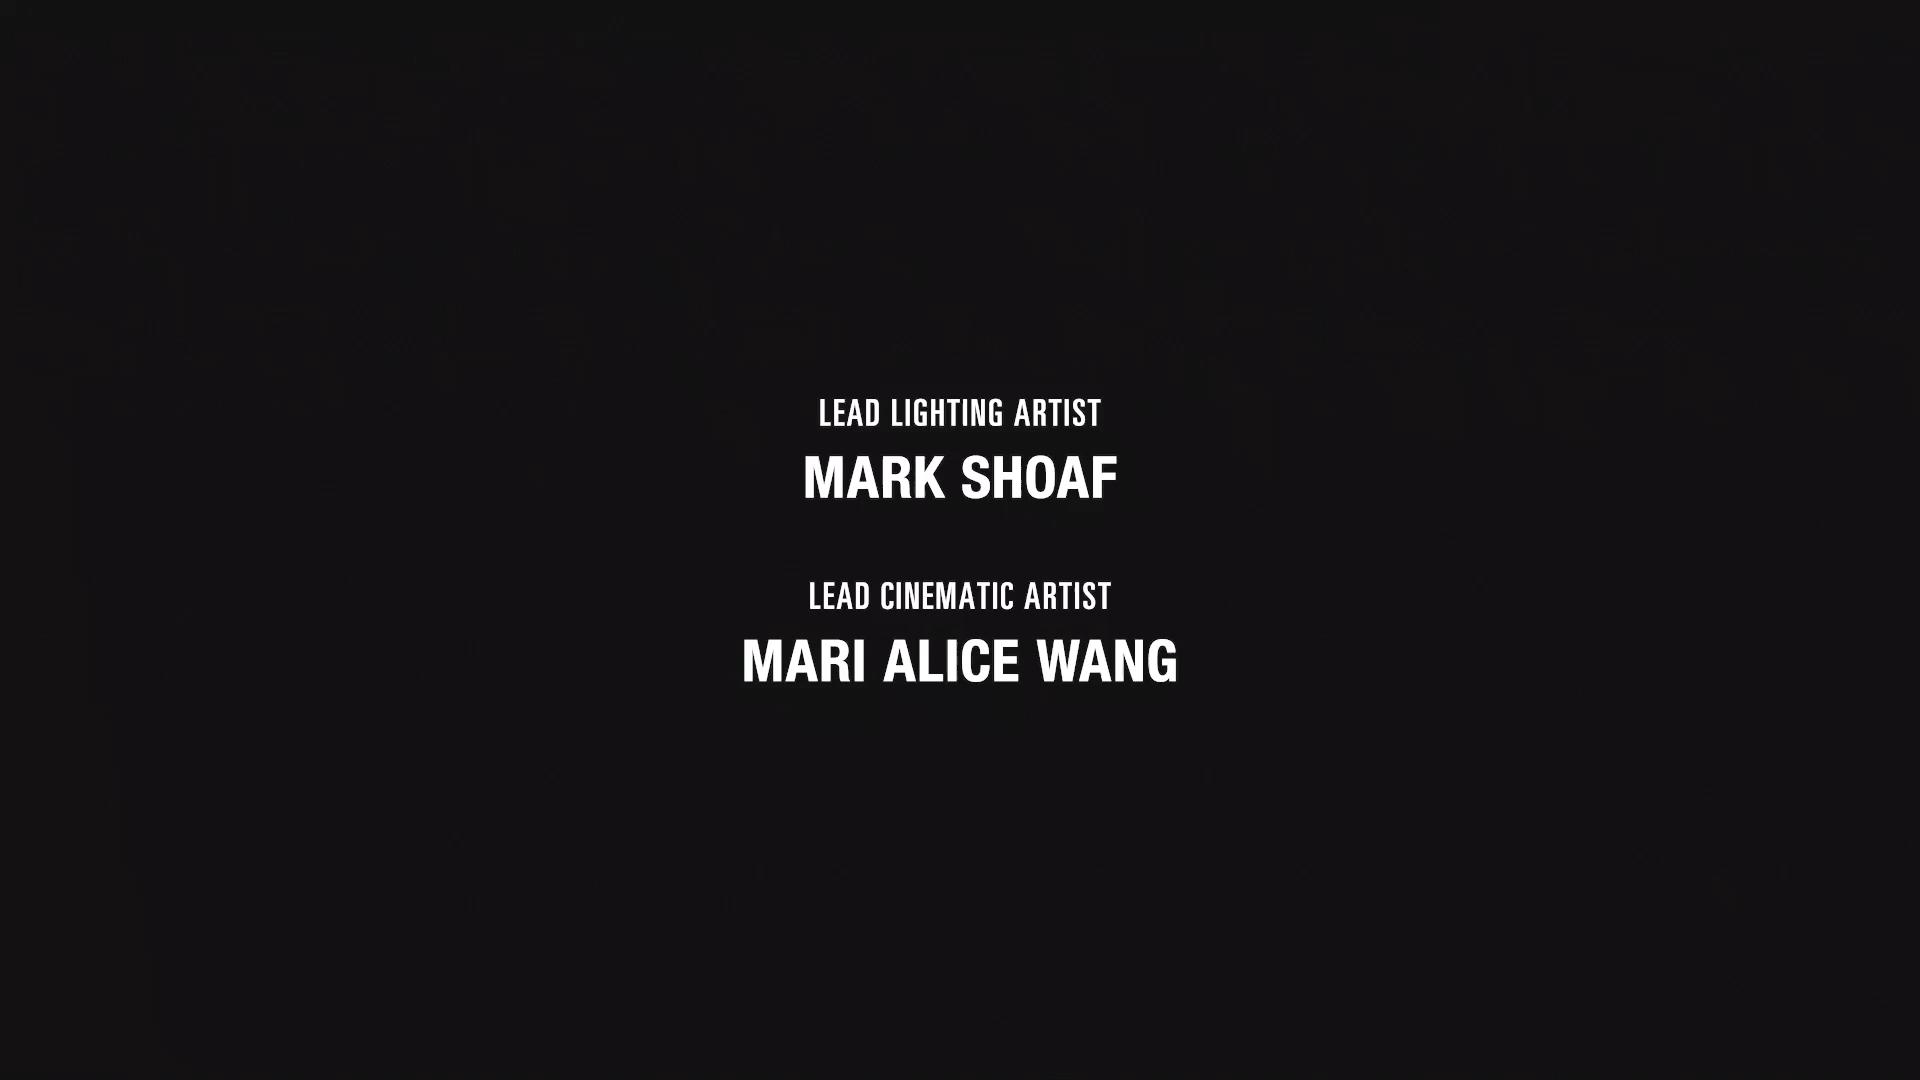 LEAD LIGHTING ARTIST
MARK SHOAF
LEAD CINEMATIC ARTIST
MARI ALICE WANG